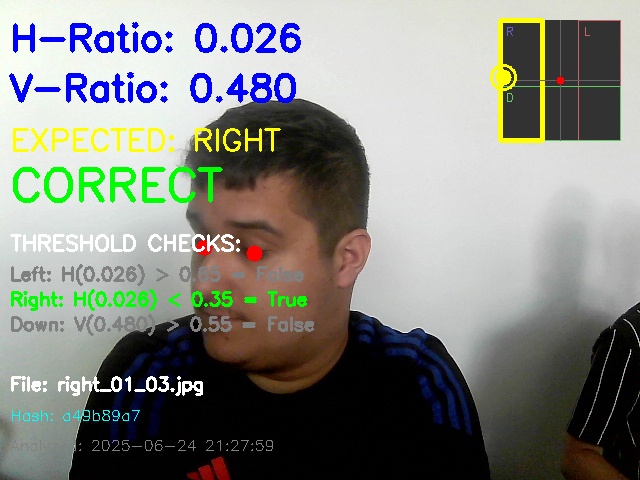 H-Ratio: 0.026
V-Ratio: 0.480
EXPECTED: RIGHT
CORRECT
THRESHOLD CHECKS:
Left: H(0.026) > 0.65 = False
Right: H(0.026) < 0.35 = True
Down: V(0.480) > 0.55 = False
File: right_01_03.jpg
Hash: a49b89a7
Analyzed: 2025-06-24 21:27:59
R
L
D